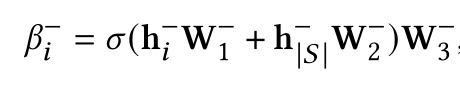 β_i^- = σ(h_i^- W_1^- + h_{|S|}^- W_2^-)W_3^-,